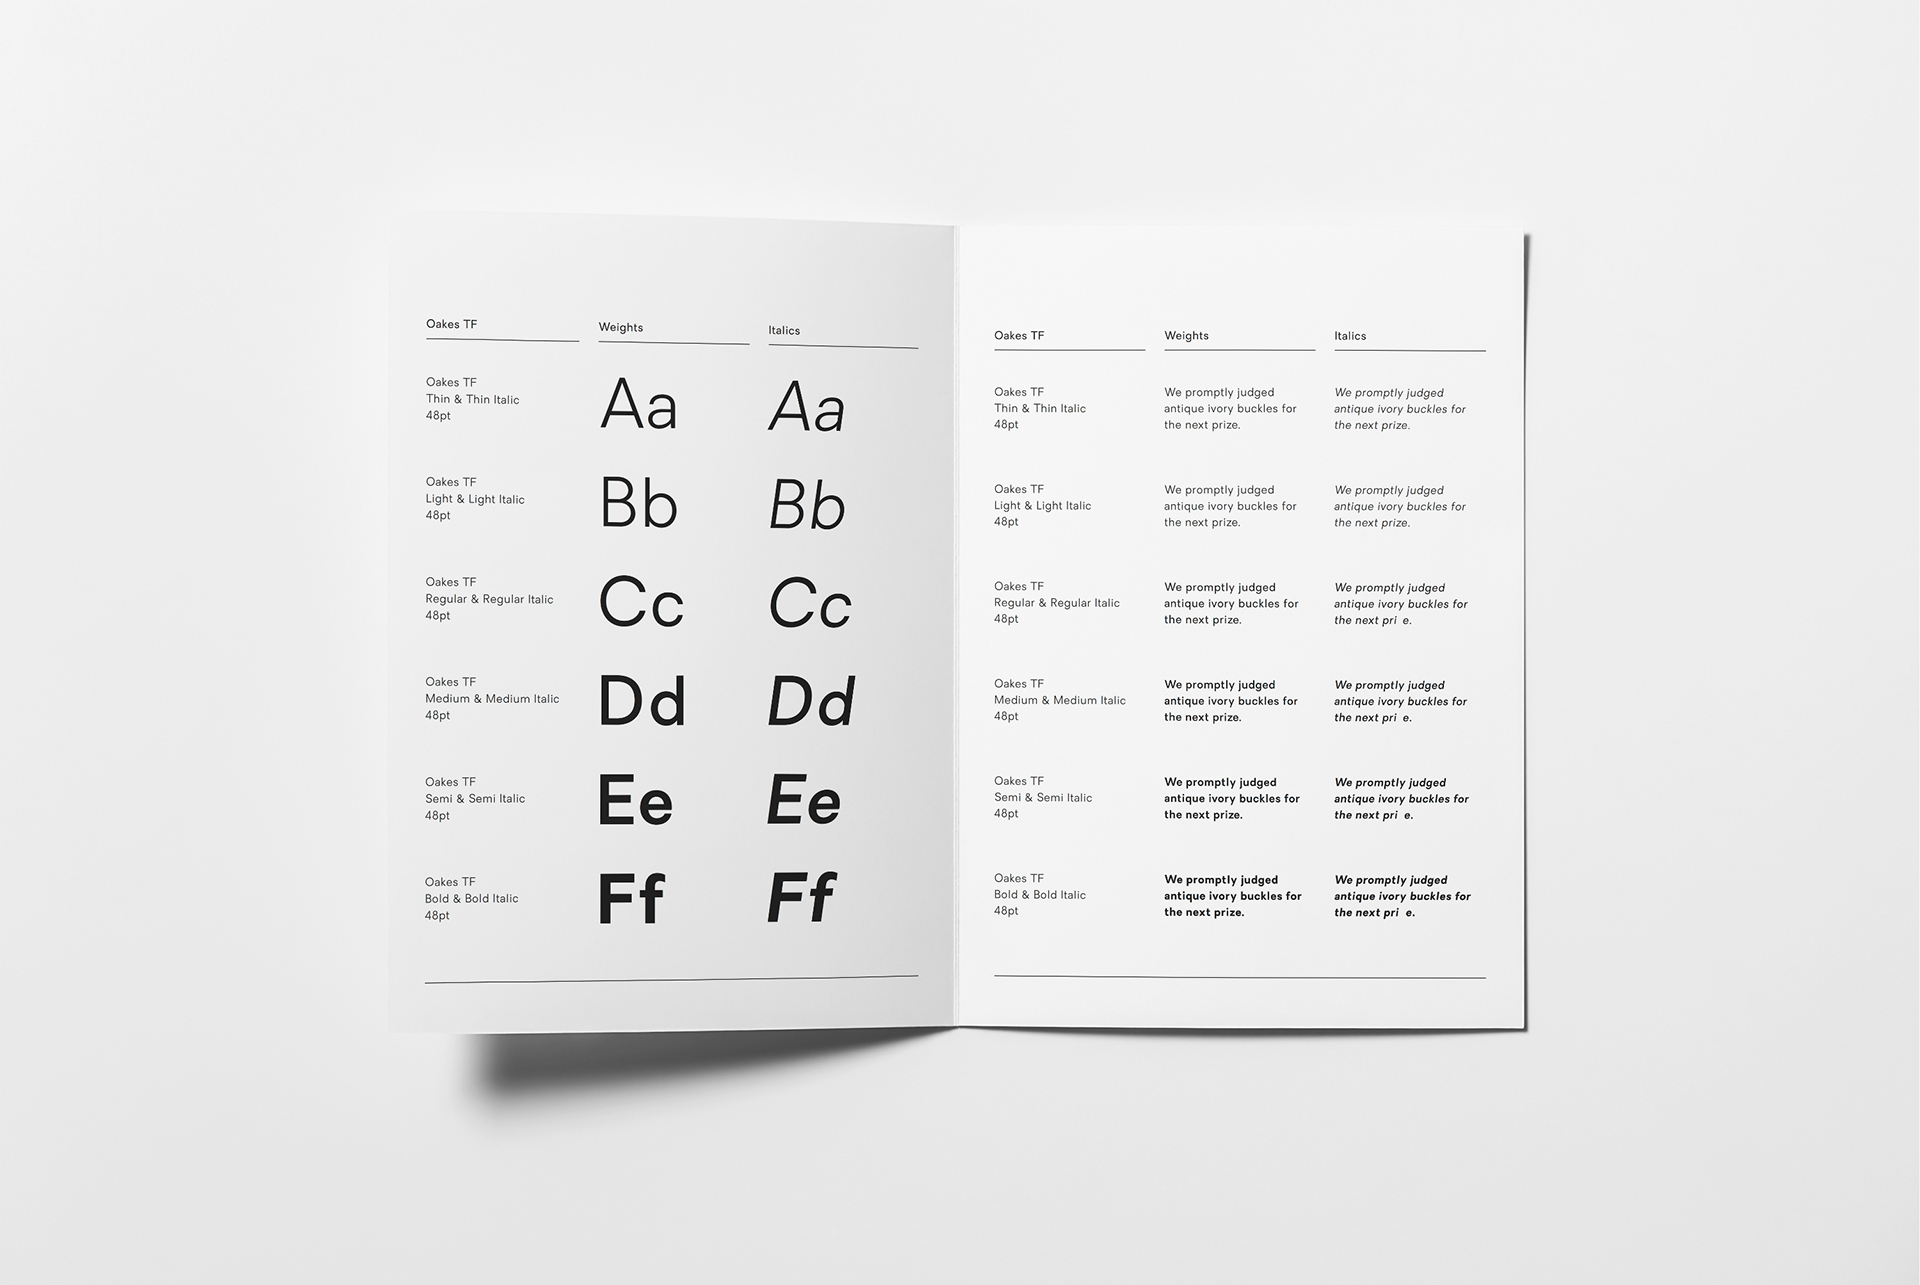 Oakes TF
Weights
Italics
Oakes TF
Thin & Thin Italic
48pt
Aa
Aa
Oakes TF
Light & Light Italic
48pt
Bb
Bb
Oakes TF
Regular & Regular Italic
48pt
Cc
Cc
Oakes TF
Medium & Medium Italic
48pt
Dd
Dd
Oakes TF
Semi & Semi Italic
48pt
Ee
Ee
Oakes TF
Bold & Bold Italic
48pt
Ff
Ff
Oakes TF
Weights
Italics
Oakes TF
Thin & Thin Italic
48pt
We promptly judged
antique ivory buckles for
the next prize.
We promptly judged
antique ivory buckles for
the next prize.
Oakes TF
Light & Light Italic
48pt
We promptly judged
antique ivory buckles for
the next prize.
We promptly judged
antique ivory buckles for
the next prize.
Oakes TF
Regular & Regular Italic
48pt
We promptly judged
antique ivory buckles for
the next prize.
We promptly judged
antique ivory buckles for
the next pri e.
Oakes TF
Medium & Medium Italic
48pt
We promptly judged
antique ivory buckles for
the next prize.
We promptly judged
antique ivory buckles for
the next pri e.
Oakes TF
Semi & Semi Italic
48pt
We promptly judged
antique ivory buckles for
the next prize.
We promptly judged
antique ivory buckles for
the next pri e.
Oakes TF
Bold & Bold Italic
48pt
We promptly judged
antique ivory buckles for
the next prize.
We promptly judged
antique ivory buckles for
the next pri e.